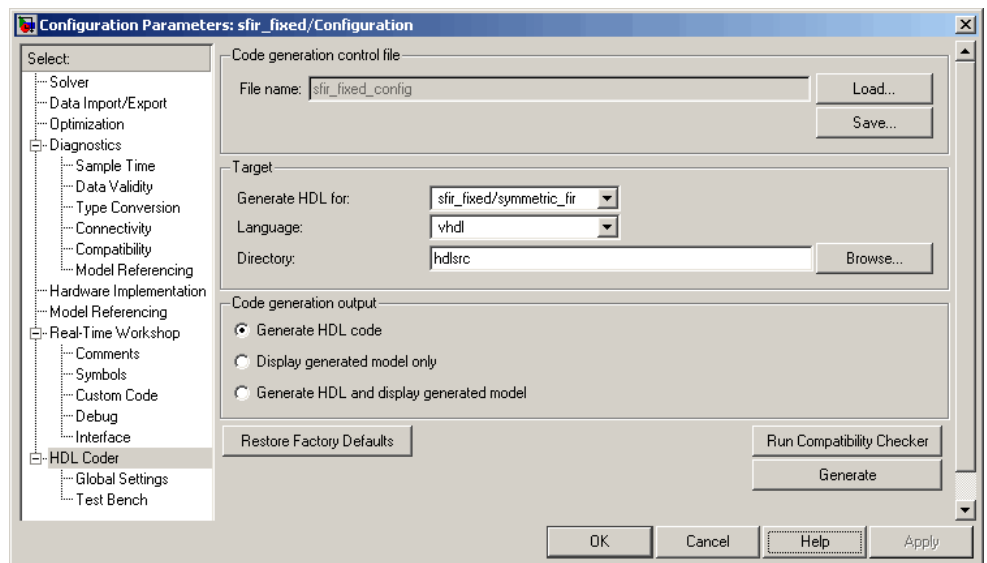 Configuration Parameters: sfir_fixed/Configuration
Select:
Solver
Data Import/Export
Optimization
Diagnostics
Sample Time
Data Validity
Type Conversion
Connectivity
Compatibility
Model Referencing
Hardware Implementation
Model Referencing
Real-Time Workshop
Comments
Symbols
Custom Code
Debug
Interface
HDL Coder
Global Settings
Test Bench
Code generation control file
File name: sfir_fixed_config
Load...
Save...
Target
Generate HDL for: sfir_fixed/symmetric_fir
Language: vhdl
Directory: hdlsrc Browse...
Code generation output
Generate HDL code
Display generated model only
Generate HDL and display generated model
Restore Factory Defaults Run Compatibility Checker
Generate
OK Cancel Help Apply